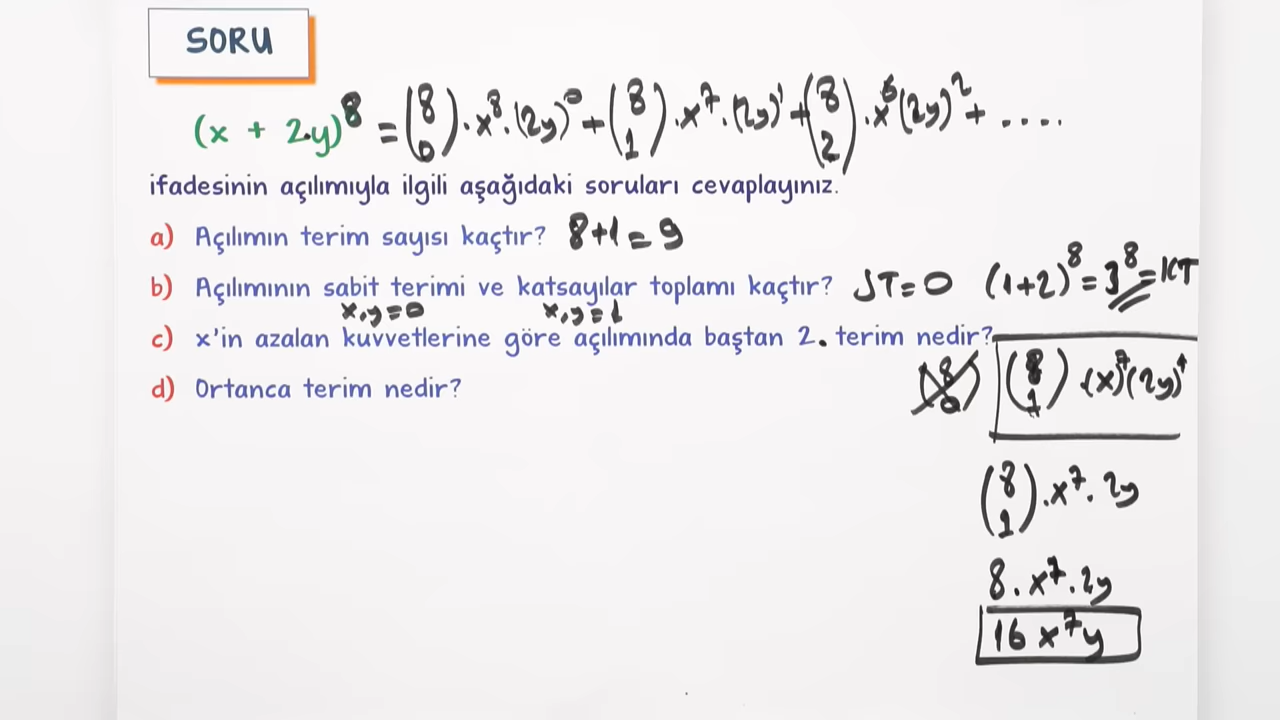 SORU
(x + 2.y)⁸ = (8 0).x⁸.(2y)⁰ + (8 1).x⁷.(2y)¹ + (8 2).x⁶(2y)² + ....
ifadesinin açılımıyla ilgili aşağıdaki soruları cevaplayınız.
a) Açılımın terim sayısı kaçtır? 8+1=9
b) Açılımının sabit terimi ve katsayılar toplamı kaçtır? ST=0 (1+2)⁸=3⁸=KT
x,y=0 x,y=1
c) x'in azalan kuvvetlerine göre açılımında baştan 2. terim nedir?
(8 0) (8 1).(x)⁷(2y)¹
d) Ortanca terim nedir?
(8 1).x⁷.2y
8.x⁷.2y
16x⁷y